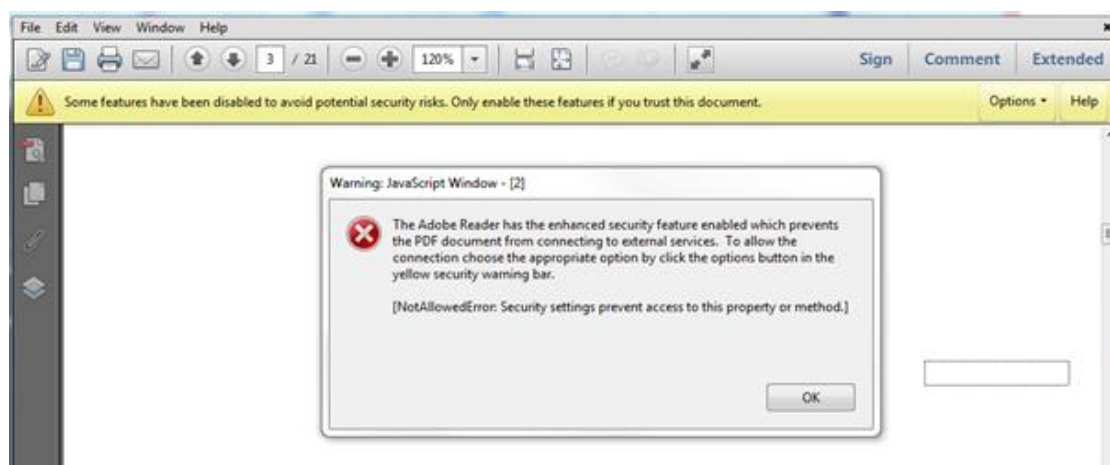 File Edit View Window Help
3 / 21 120% Sign Comment Extended
Some features have been disabled to avoid potential security risks. Only enable these features if you trust this document. Options Help
Warning: JavaScript Window - [2]
The Adobe Reader has the enhanced security feature enabled which prevents
the PDF document from connecting to external services. To allow the
connection choose the appropriate option by click the options button in the
yellow security warning bar.
[NotAllowedError: Security settings prevent access to this property or method.]
OK